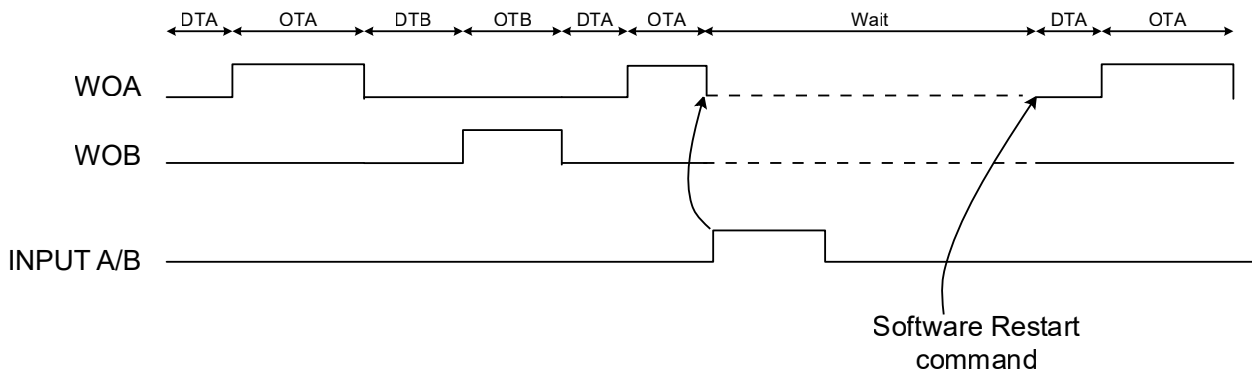 DTA OTA DTB OTB DTA OTA Wait DTA OTA
WOA
WOB
INPUT A/B
Software Restart
command